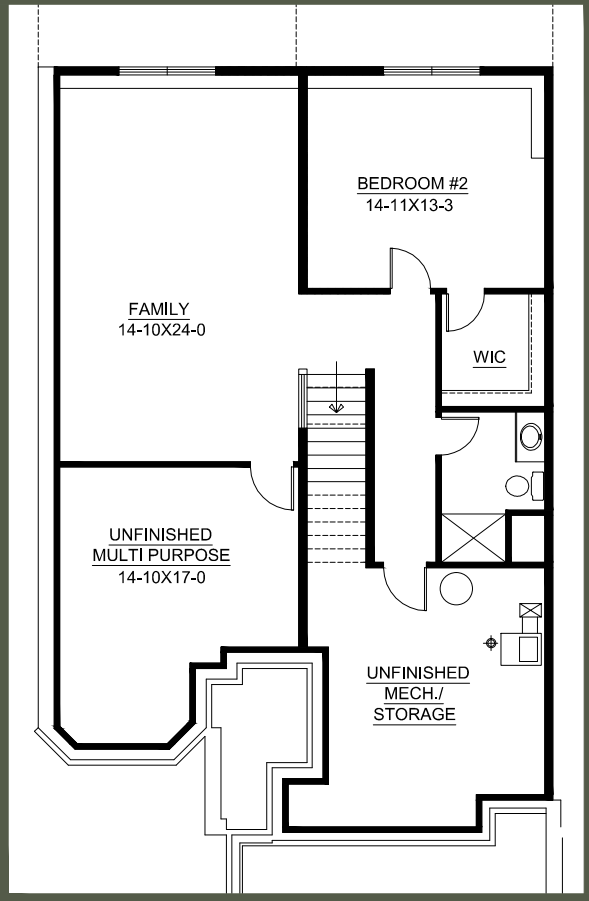 BEDROOM #2
14-11X13-3
FAMILY
14-10X24-0
WIC
UNFINISHED
MULTI PURPOSE
14-10X17-0
UNFINISHED
MECH./
STORAGE